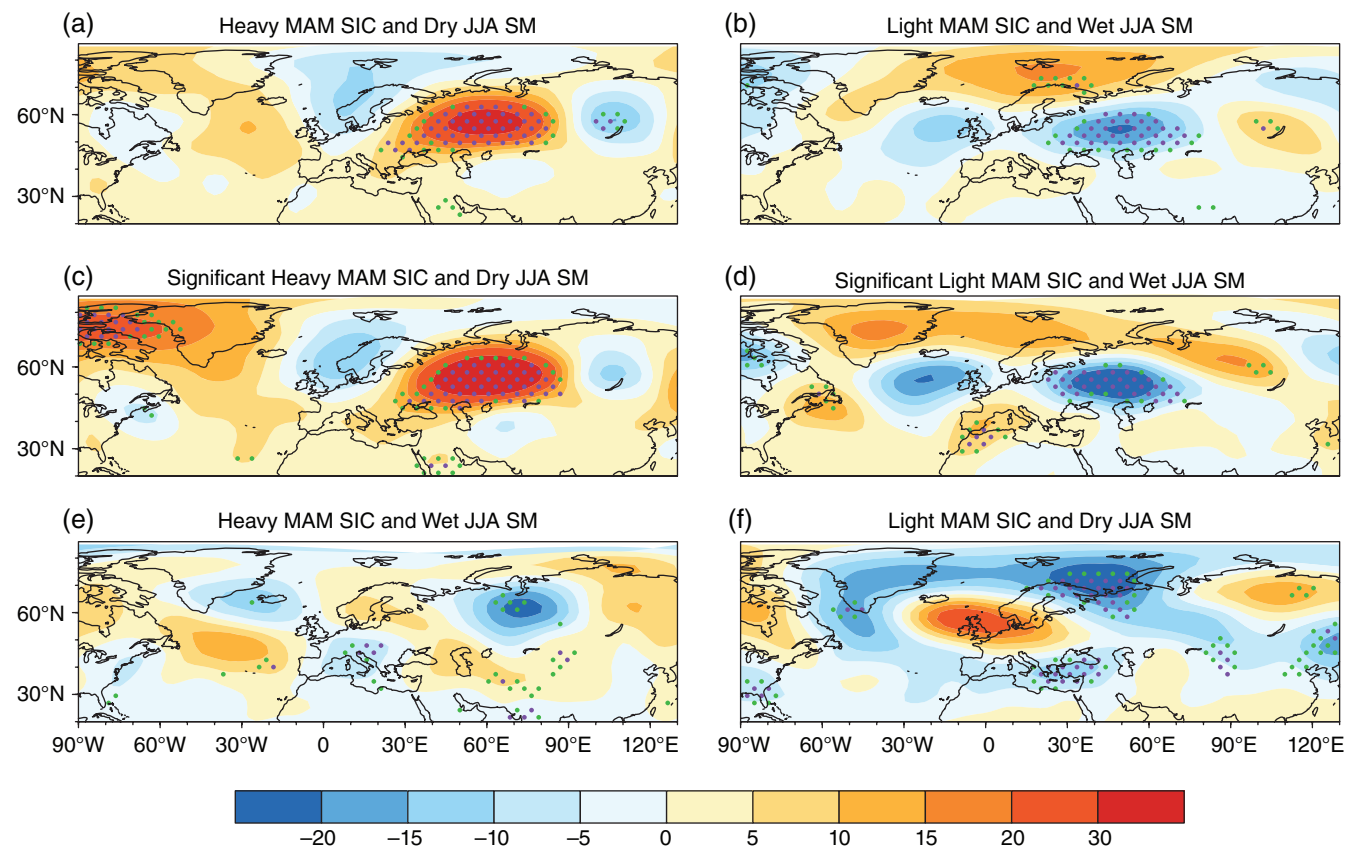 (a) Heavy MAM SIC and Dry JJA SM
(b) Light MAM SIC and Wet JJA SM
60°N
30°N
(c) Significant Heavy MAM SIC and Dry JJA SM
(d) Significant Light MAM SIC and Wet JJA SM
60°N
30°N
(e) Heavy MAM SIC and Wet JJA SM
(f) Light MAM SIC and Dry JJA SM
60°N
30°N
90°W 60°W 30°W 0 30°E 60°E 90°E 120°E
90°W 60°W 30°W 0 30°E 60°E 90°E 120°E
−20 −15 −10 −5 0 5 10 15 20 30